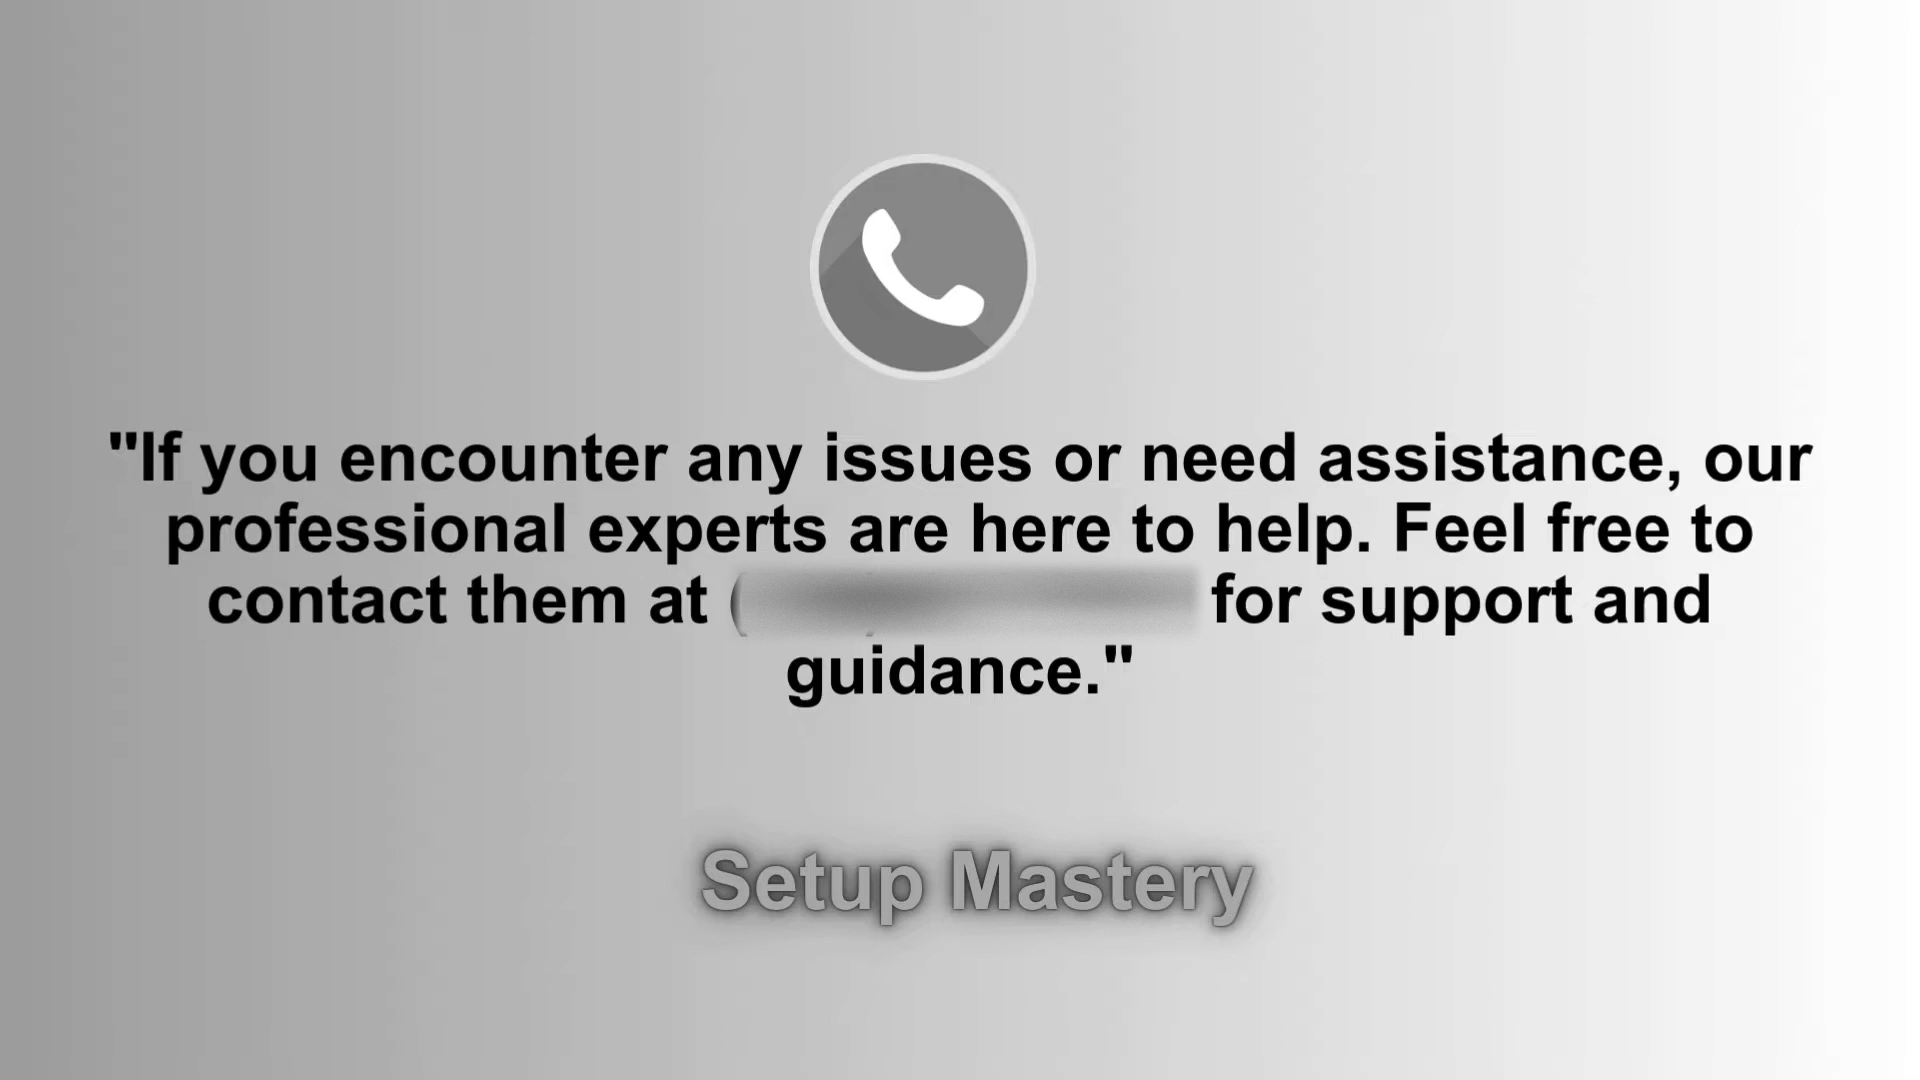 "If you encounter any issues or need assistance, our
professional experts are here to help. Feel free to
contact them at ( for support and
guidance."
Setup Mastery